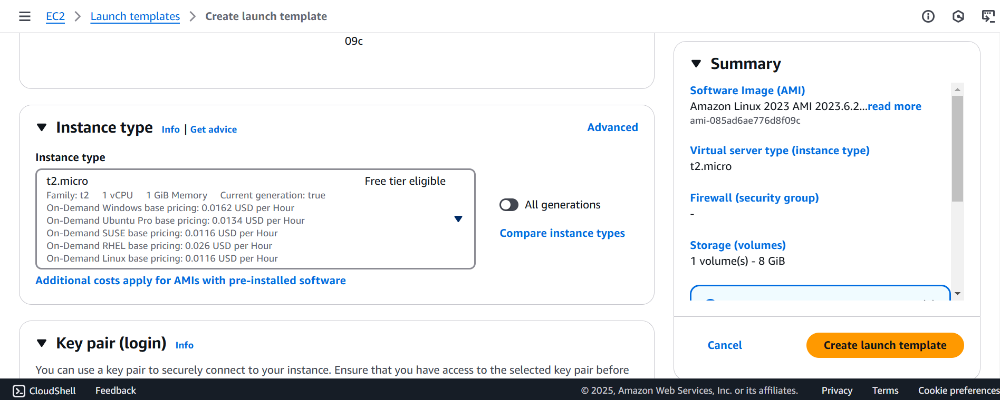 EC2 > Launch templates > Create launch template
09c
Instance type Info | Get advice
Advanced
Instance type
t2.micro Free tier eligible
Family: t2 1 vCPU 1 GiB Memory Current generation: true
On-Demand Windows base pricing: 0.0162 USD per Hour
On-Demand Ubuntu Pro base pricing: 0.0134 USD per Hour
On-Demand SUSE base pricing: 0.0116 USD per Hour
On-Demand RHEL base pricing: 0.026 USD per Hour
On-Demand Linux base pricing: 0.0116 USD per Hour
All generations
Compare instance types
Additional costs apply for AMIs with pre-installed software
Key pair (login) Info
You can use a key pair to securely connect to your instance. Ensure that you have access to the selected key pair before
Summary
Software Image (AMI)
Amazon Linux 2023 AMI 2023.6.2...read more
ami-085ad6ae776d8f09c
Virtual server type (instance type)
t2.micro
Firewall (security group)
-
Storage (volumes)
1 volume(s) - 8 GiB
Cancel
Create launch template
CloudShell Feedback
© 2025, Amazon Web Services, Inc. or its affiliates. Privacy Terms Cookie preferences